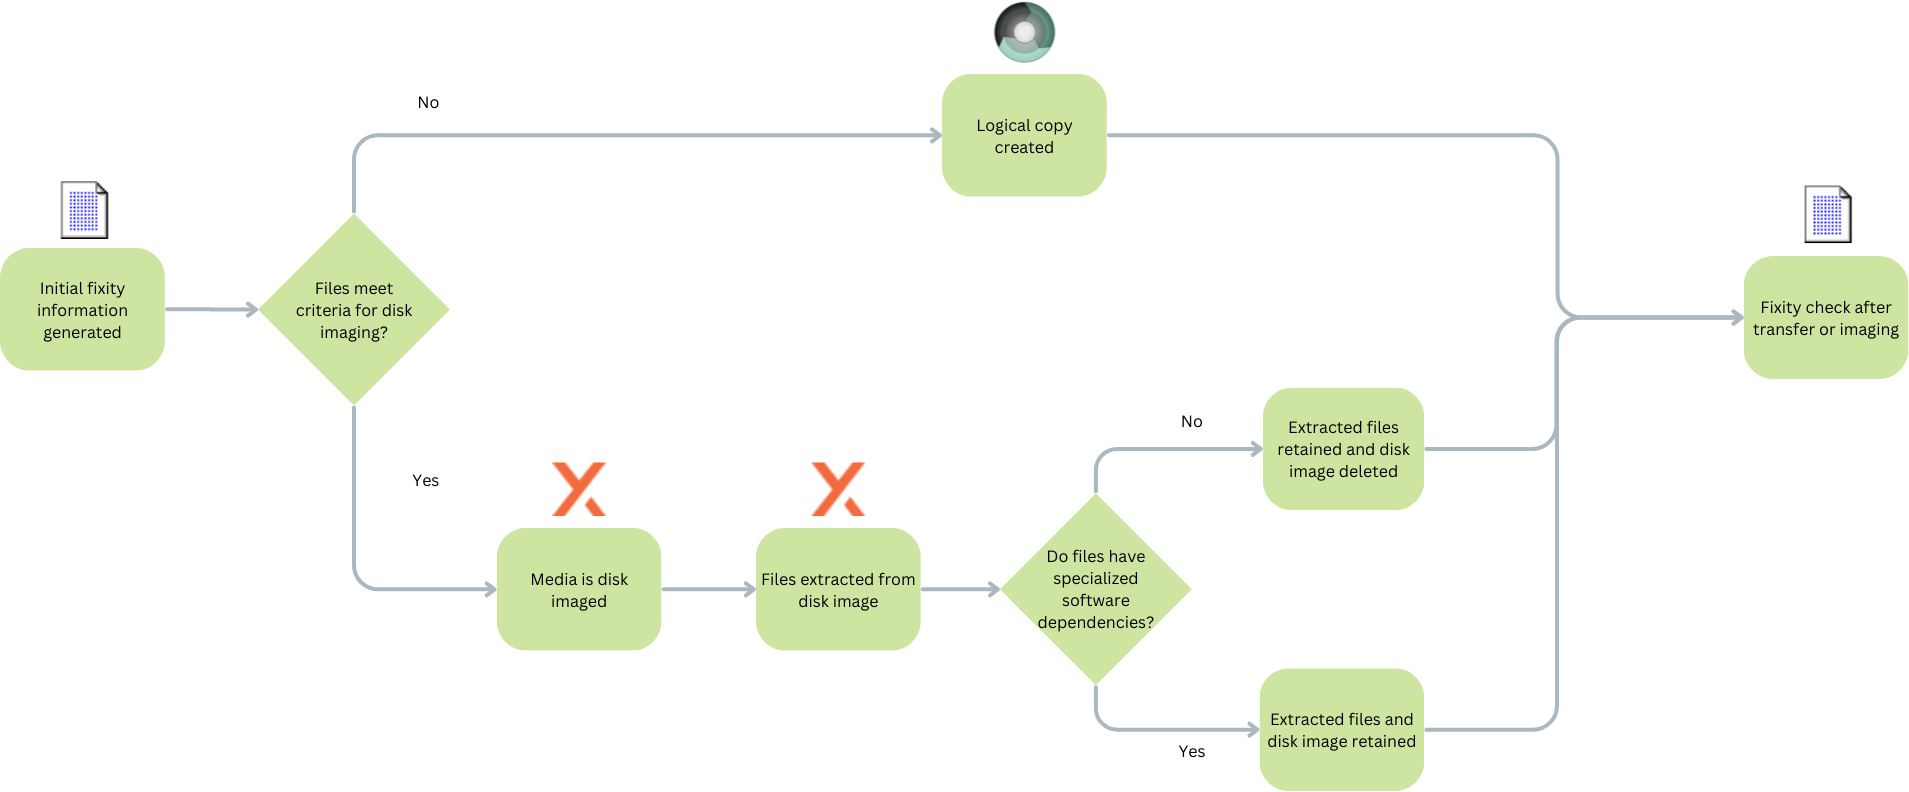 Initial fixity
information
generated
Files meet
criteria for disk
imaging?
No
Logical copy
created
Yes
Media is disk
imaged
Files extracted from
disk image
Do files have
specialized
software
dependencies?
No
Extracted files
retained and disk
image deleted
Yes
Extracted files and
disk image retained
Fixity check after
transfer or imaging